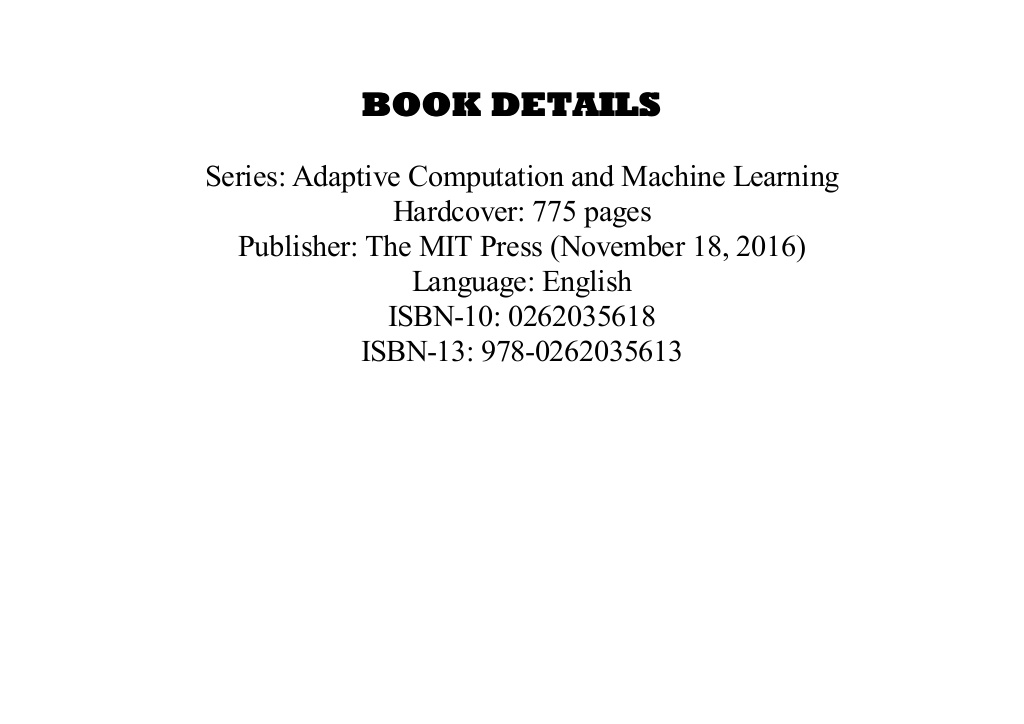 BOOK DETAILS
Series: Adaptive Computation and Machine Learning
Hardcover: 775 pages
Publisher: The MIT Press (November 18, 2016)
Language: English
ISBN-10: 0262035618
ISBN-13: 978-0262035613